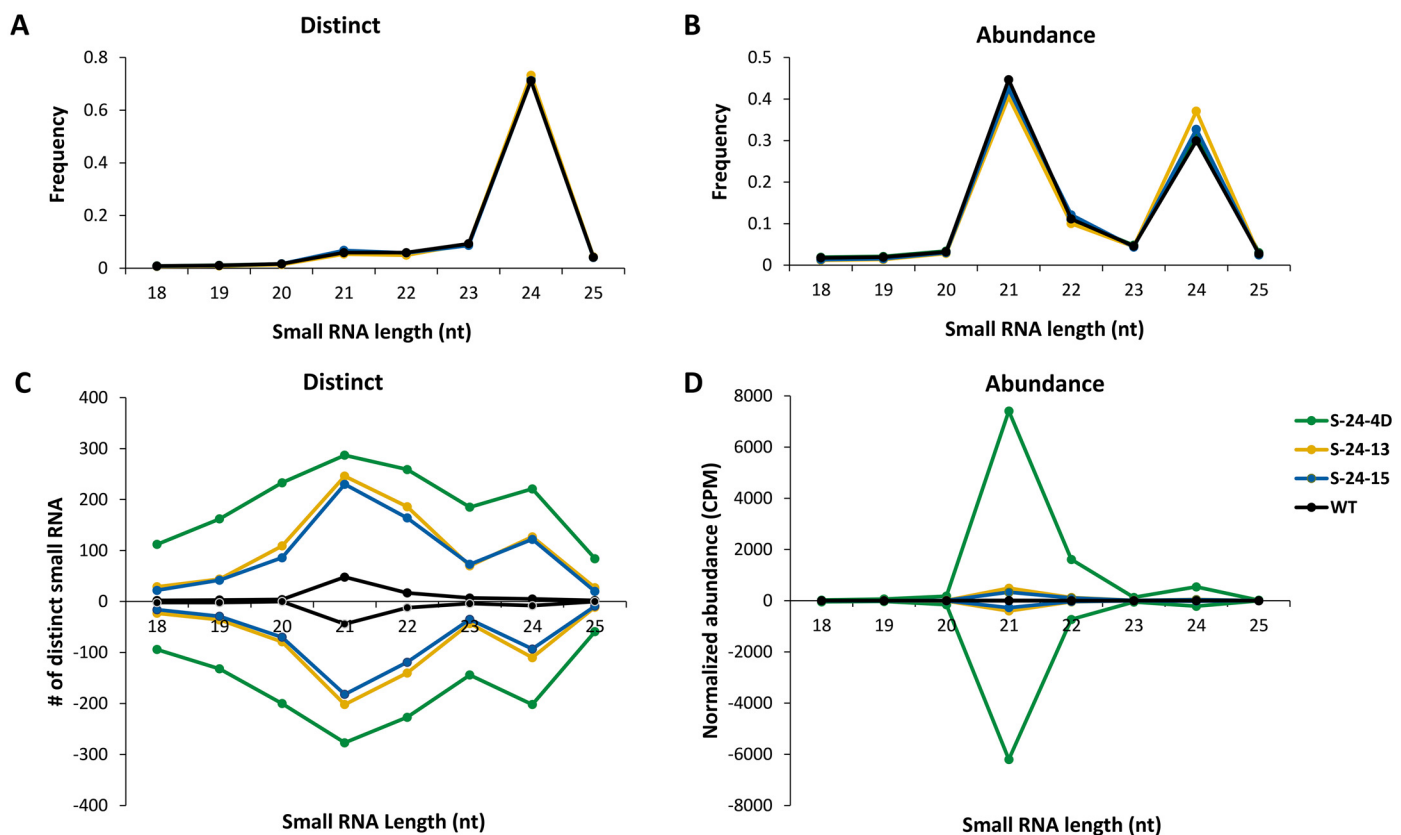 A
Distinct
Frequency
0.8
0.6
0.4
0.2
0
18 19 20 21 22 23 24 25
Small RNA length (nt)
B
Abundance
Frequency
0.5
0.4
0.3
0.2
0.1
0
18 19 20 21 22 23 24 25
Small RNA length (nt)
C
Distinct
# of distinct small RNA
400
300
200
100
0
-100
-200
-300
-400
18 19 20 21 22 23 24 25
Small RNA Length (nt)
D
Abundance
Normalized abundance (CPM)
8000
6000
4000
2000
0
-2000
-4000
-6000
-8000
18 19 20 21 22 23 24 25
Small RNA length (nt)
S-24-4D
S-24-13
S-24-15
WT